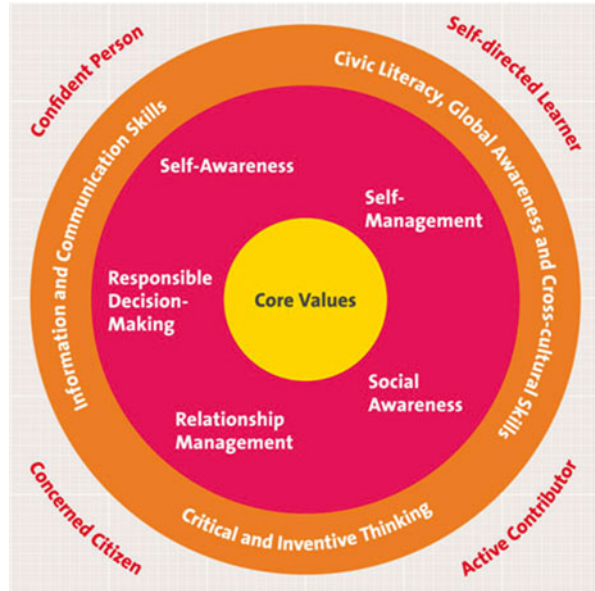 Confident Person
Self-directed Learner
Civic Literacy, Global Awareness and Cross-cultural Skills
Information and Communication Skills
Self-Awareness
Self-
Management
Responsible
Decision-
Making
Core Values
Social
Awareness
Relationship
Management
Critical and Inventive Thinking
Concerned Citizen
Active Contributor